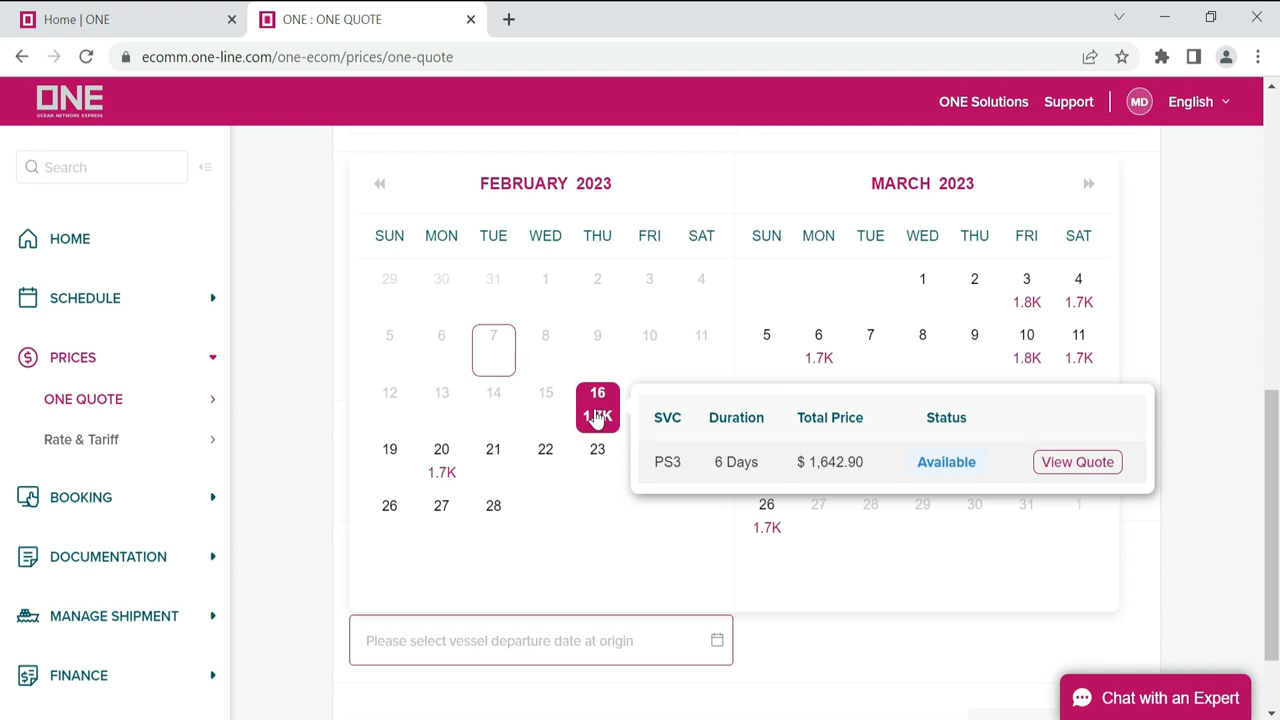 Home | ONE
ONE : ONE QUOTE
ecomm.one-line.com/one-ecom/prices/one-quote
ONE
OCEAN NETWORK EXPRESS
ONE Solutions Support MD English
Search
HOME
SCHEDULE
PRICES
ONE QUOTE
Rate & Tariff
BOOKING
DOCUMENTATION
MANAGE SHIPMENT
FINANCE
FEBRUARY 2023
SUN MON TUE WED THU FRI SAT
29 30 31 1 2 3 4
5 6 7 8 9 10 11
12 13 14 15 16
19 20 21 22 23
1.7K
26 27 28
MARCH 2023
SUN MON TUE WED THU FRI SAT
1 2 3 4
1.8K 1.7K
5 6 7 8 9 10 11
1.7K 1.8K 1.7K
26 27 28 29 30 31 1
1.7K
SVC Duration Total Price Status
PS3 6 Days $ 1,642.90 Available View Quote
Please select vessel departure date at origin
Chat with an Expert